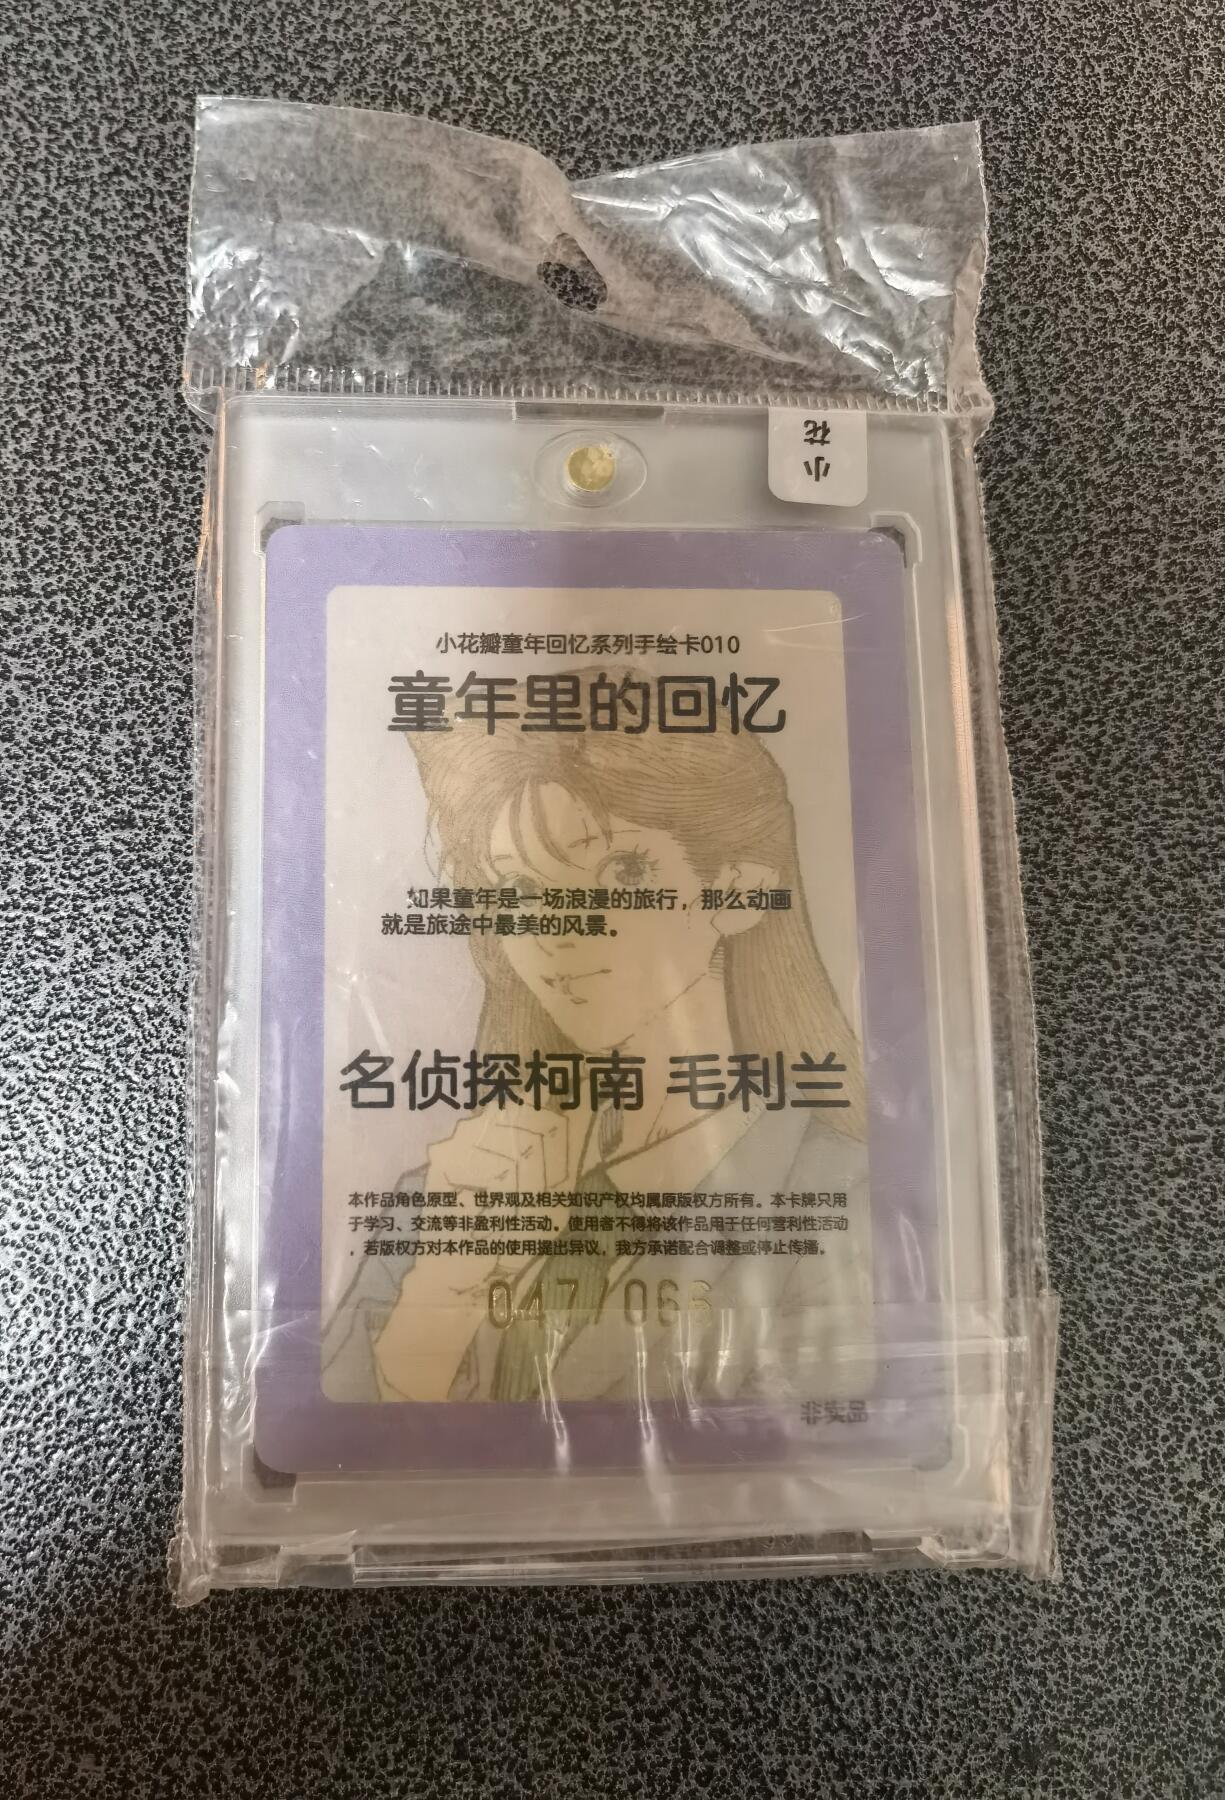 小花
小花瓣童年回忆系列手绘卡010
童年里的回忆
如果童年是一场浪漫的旅行，那么动画
就是旅途中最美的风景。
名侦探柯南 毛利兰
本作品角色原型、世界观及相关知识产权均属原版权方所有。本卡牌只用
于学习、交流等非盈利性活动。使用者不得将该作品用于任何营利性活动
，若版权方对本作品的使用提出异议，我方承诺配合调整或停止传播。
047/066
非卖品